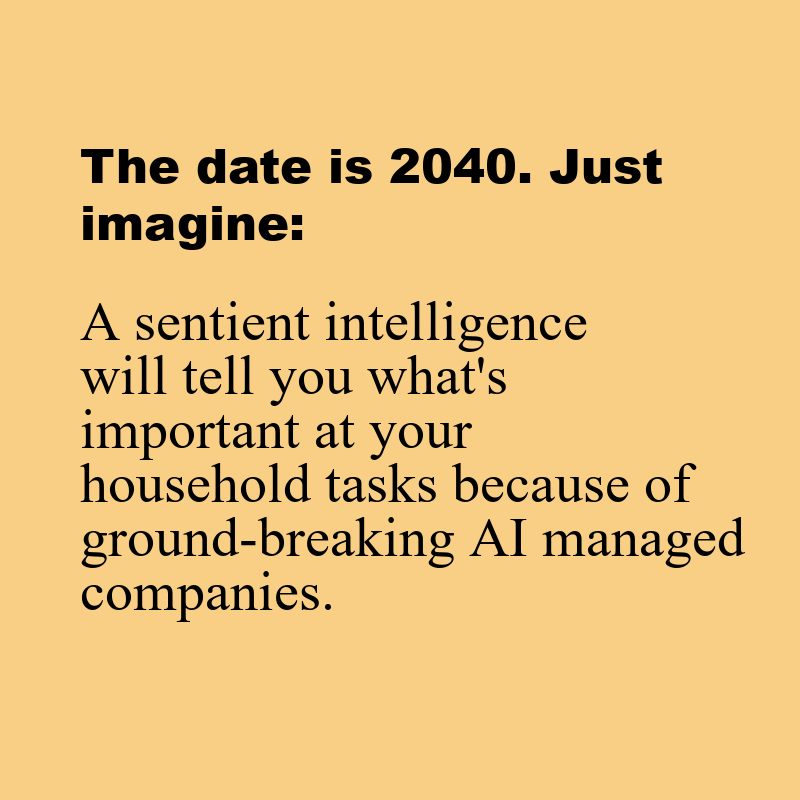 The date is 2040. Just
imagine:
A sentient intelligence
will tell you what's
important at your
household tasks because of
ground-breaking AI managed
companies.